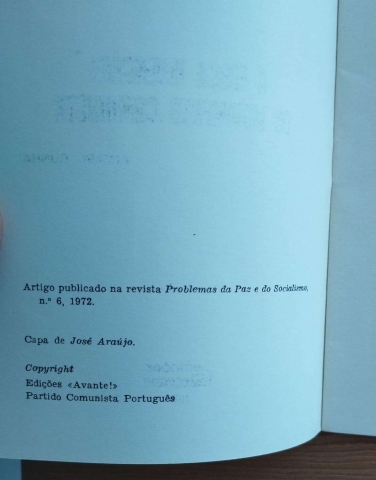 Artigo publicado na revista Problemas da Paz e do Socialismo,
n.º 6, 1972.
Capa de José Araújo.
Copyright
Edições «Avante!»
Partido Comunista Português